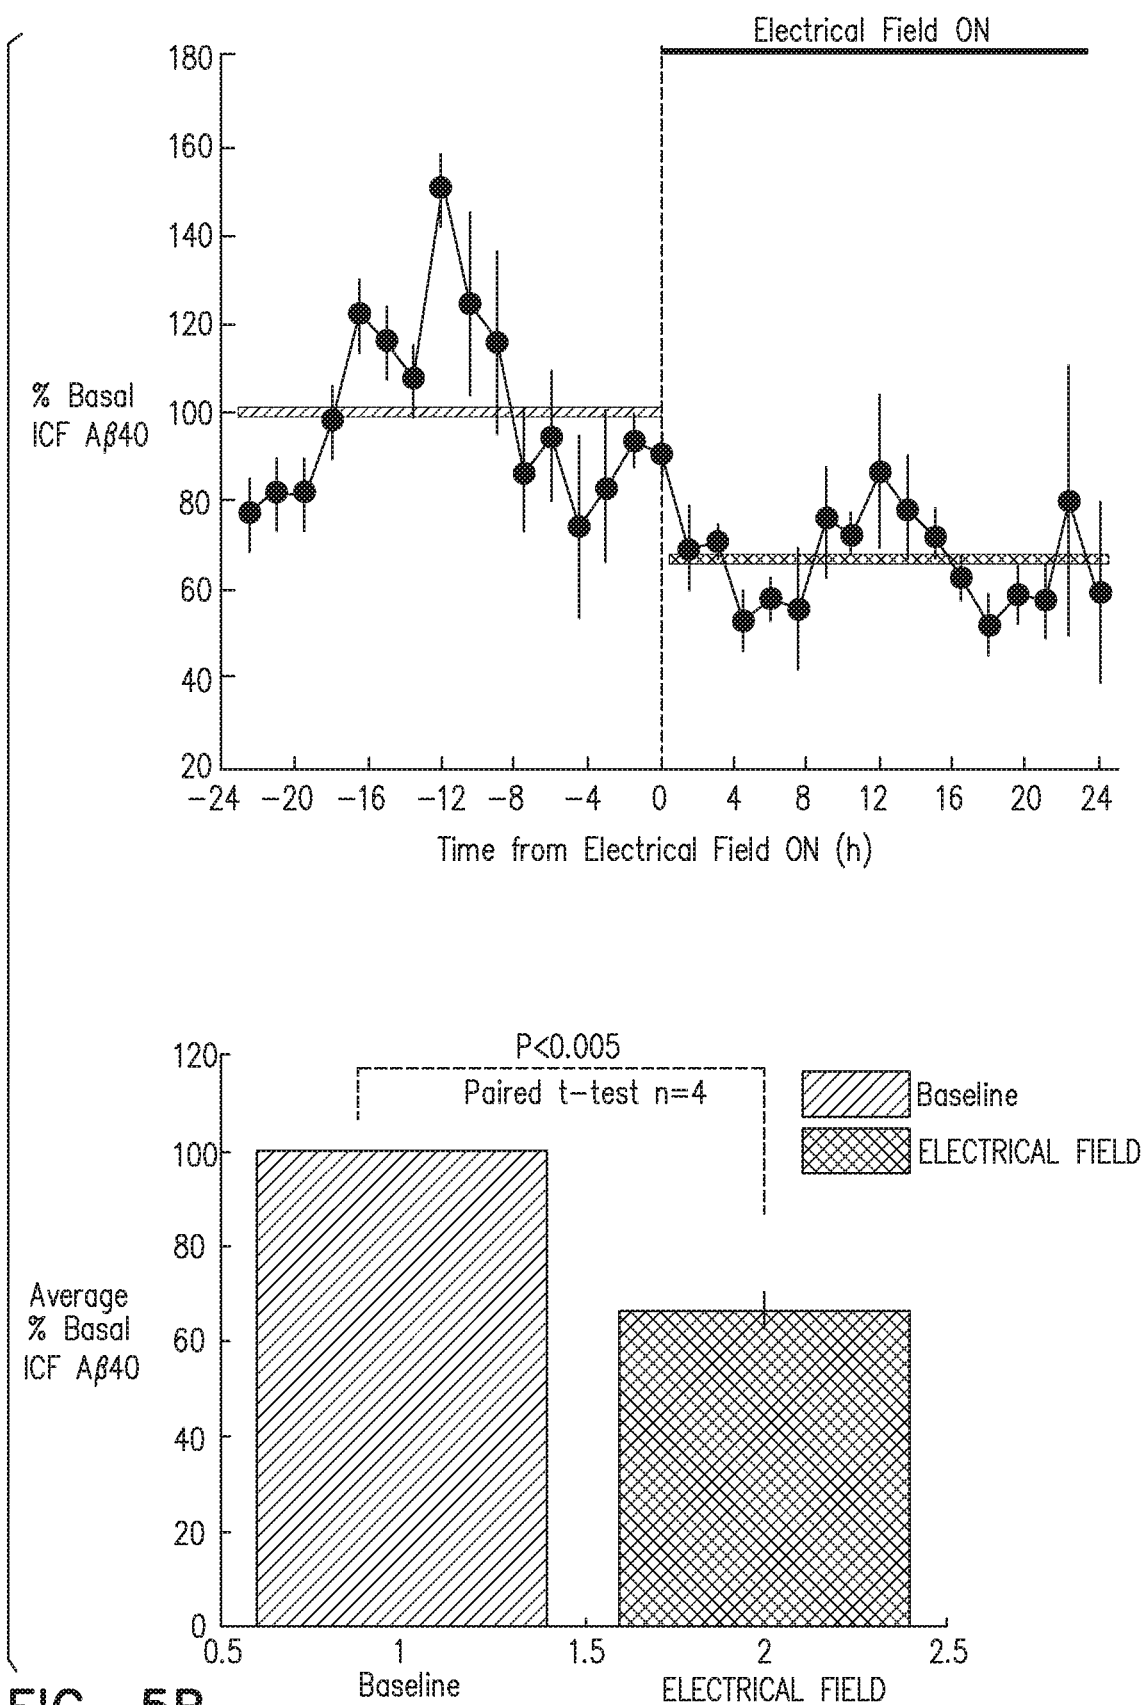 Electrical Field ON
180
160
140
120
100
80
60
40
20
% Basal
ICF Aβ40
−24 −20 −16 −12 −8 −4 0 4 8 12 16 20 24
Time from Electrical Field ON (h)
P<0.005
Paired t−test n=4
Baseline
ELECTRICAL FIELD
120
100
80
60
40
20
0
Average
% Basal
ICF Aβ40
0.5 1 1.5 2 2.5
Baseline ELECTRICAL FIELD